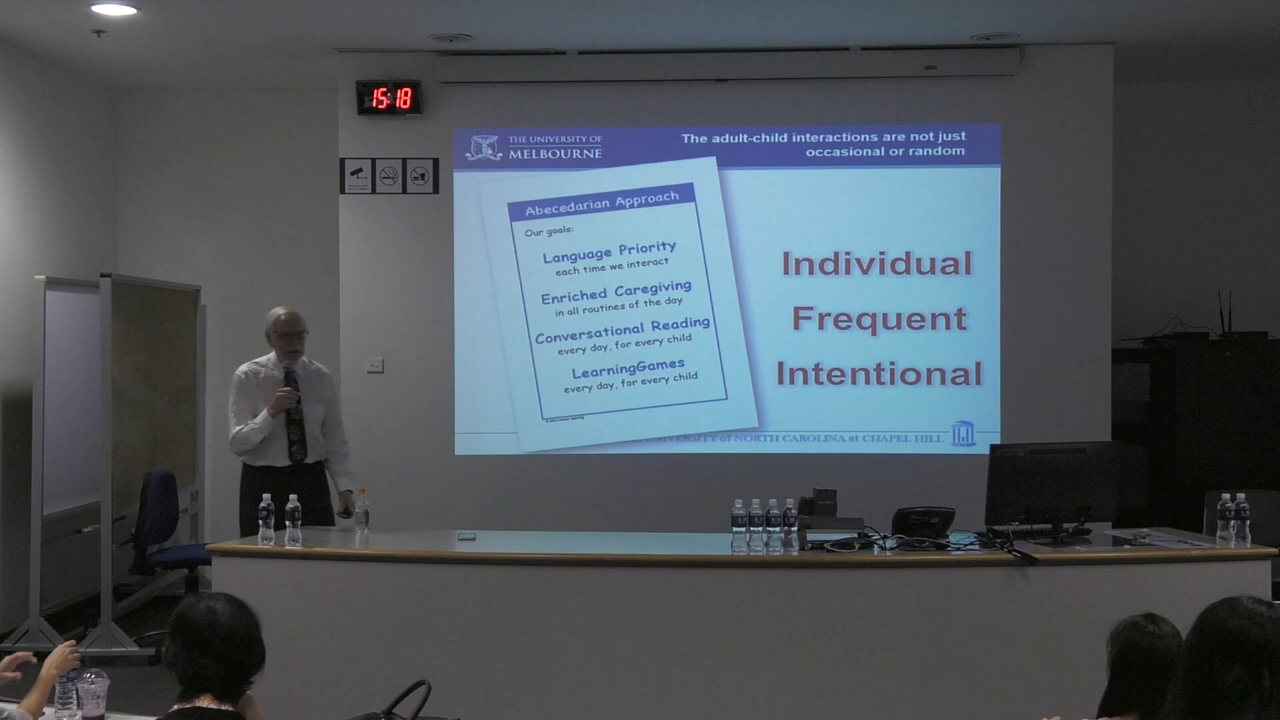 15:18
THE UNIVERSITY OF
MELBOURNE
The adult-child interactions are not just
occasional or random
Abecedarian Approach
Our goals:
Language Priority
each time we interact
Enriched Caregiving
in all routines of the day
Conversational Reading
every day, for every child
LearningGames
every day, for every child
Individual
Frequent
Intentional
UNIVERSITY of NORTH CAROLINA at CHAPEL HILL